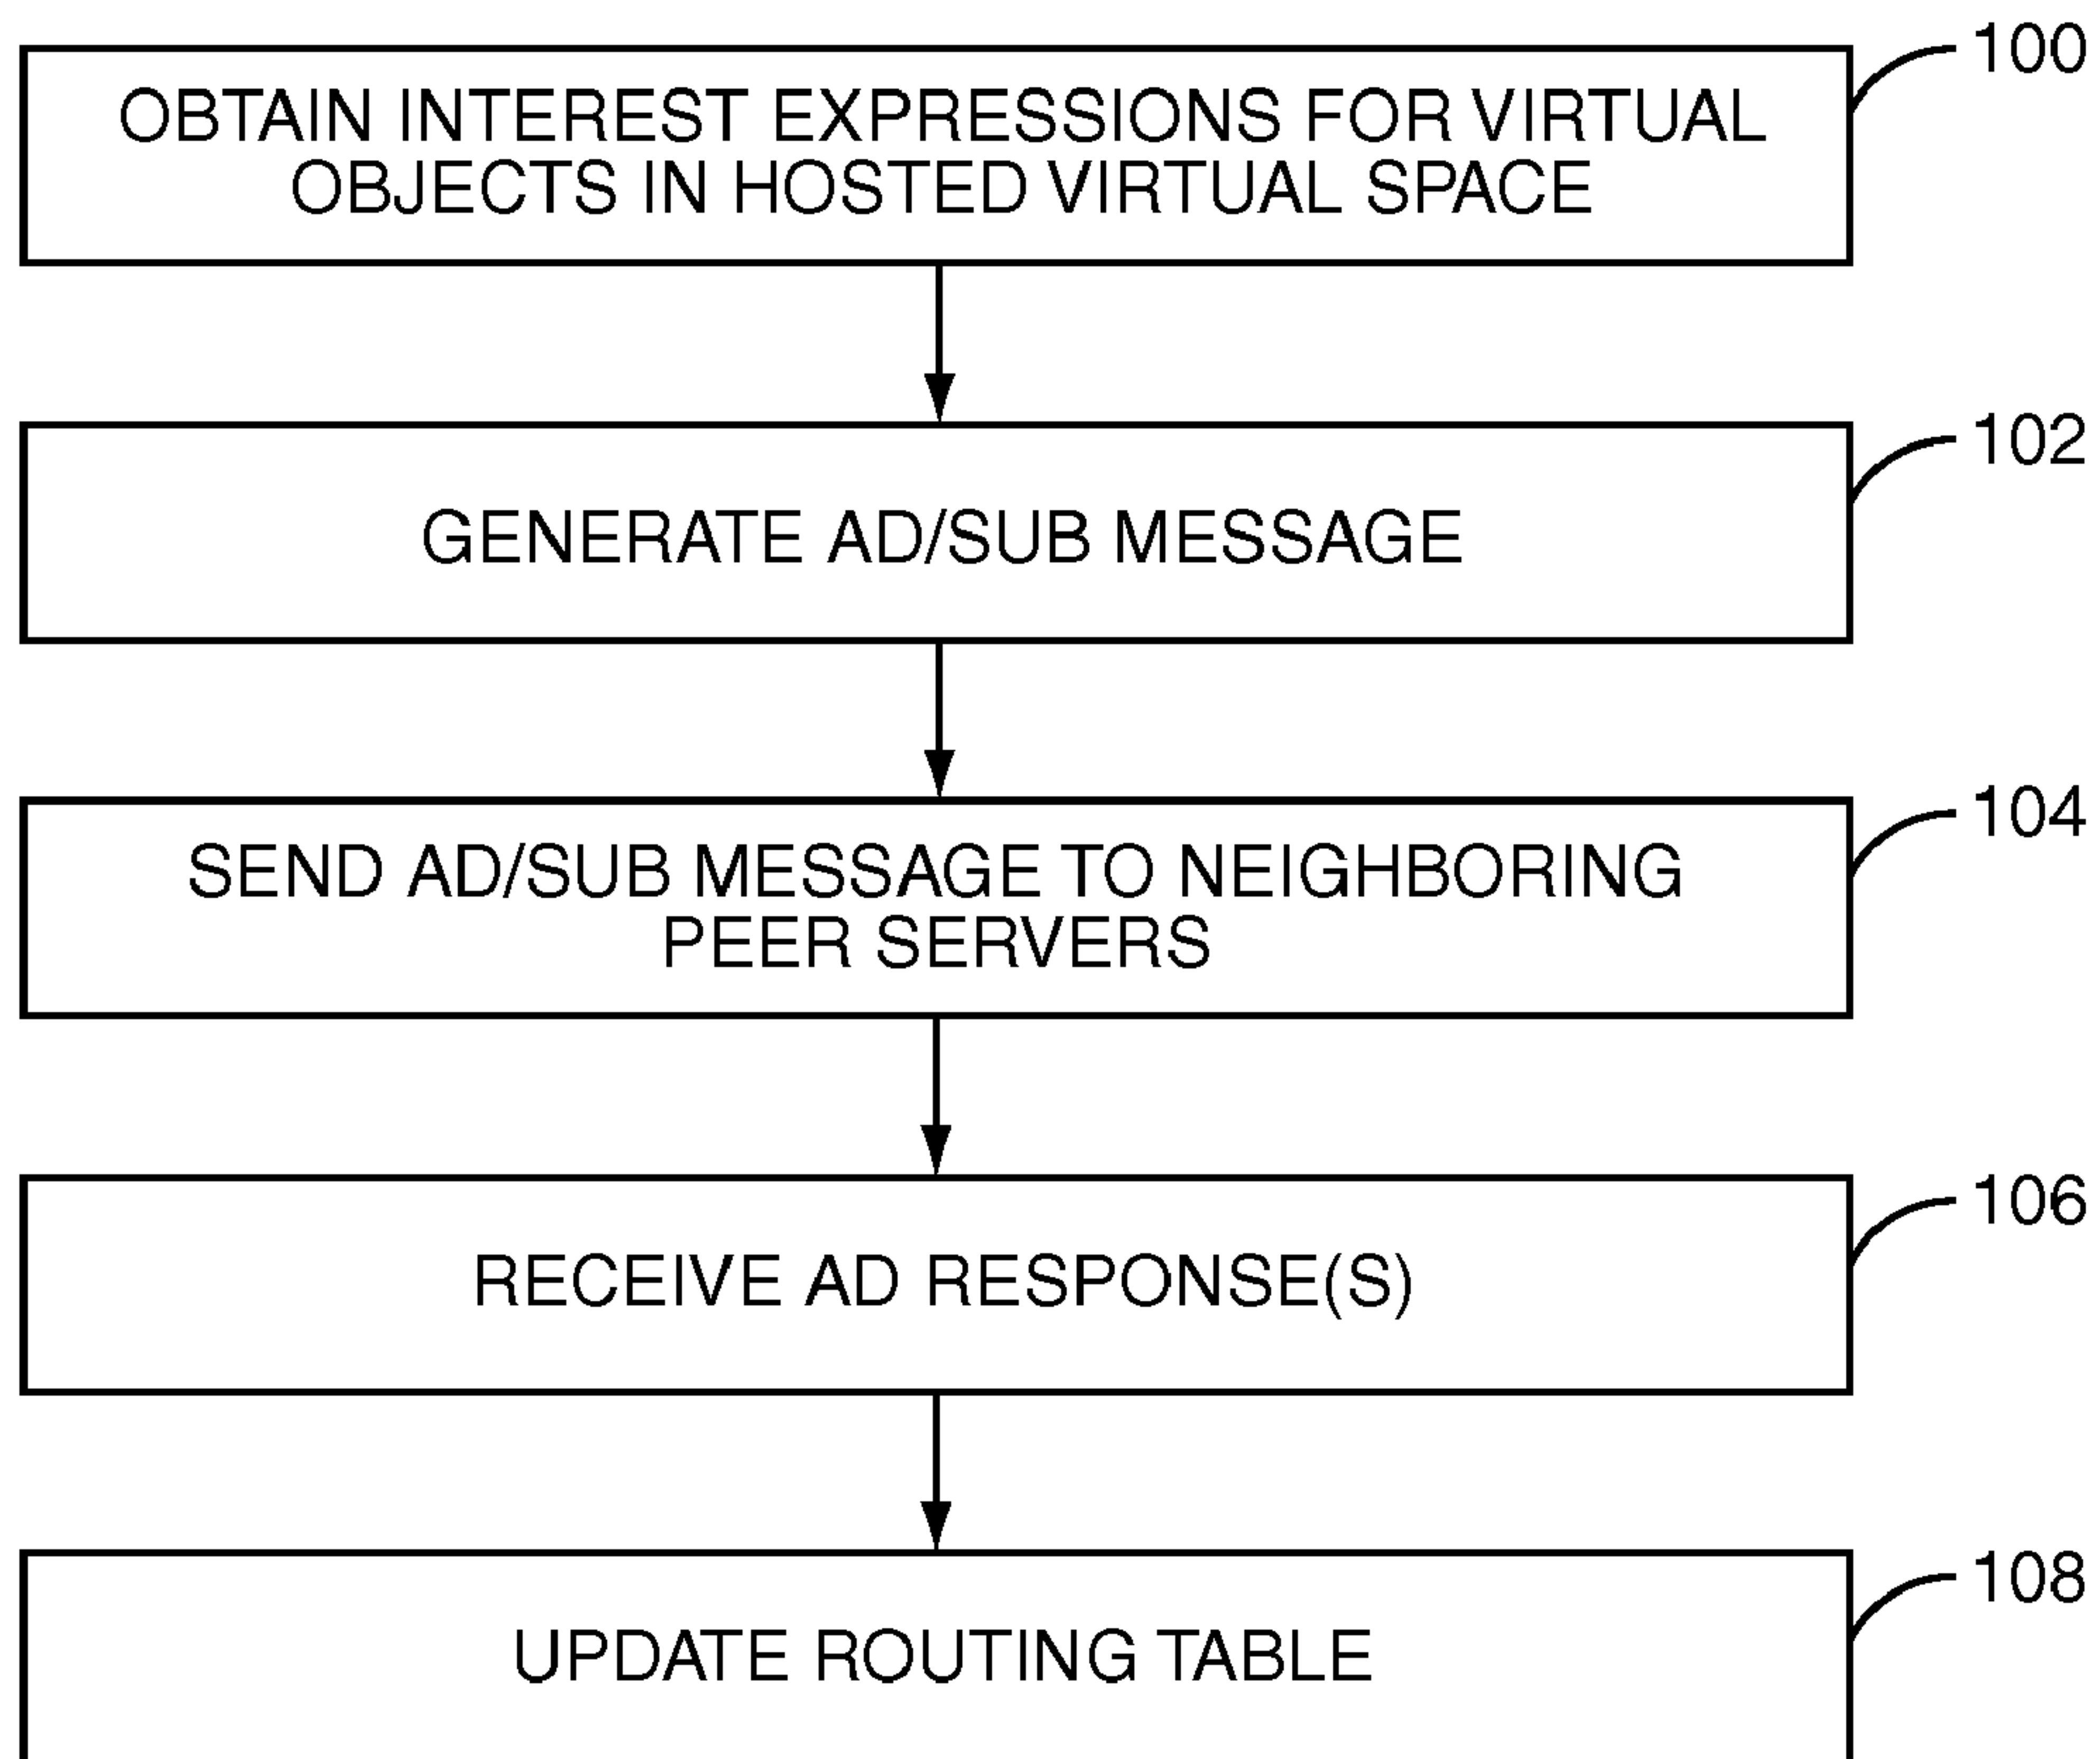 100
OBTAIN INTEREST EXPRESSIONS FOR VIRTUAL
OBJECTS IN HOSTED VIRTUAL SPACE
102
GENERATE AD/SUB MESSAGE
104
SEND AD/SUB MESSAGE TO NEIGHBORING
PEER SERVERS
106
RECEIVE AD RESPONSE(S)
108
UPDATE ROUTING TABLE